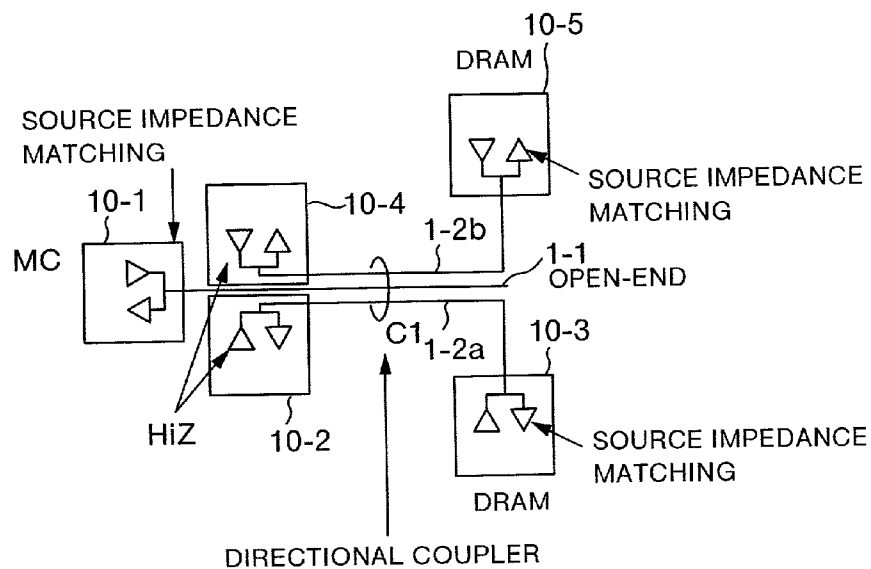 10-5
DRAM
SOURCE IMPEDANCE
MATCHING
10-1
10-4
SOURCE IMPEDANCE
MATCHING
1-2b
1-1
MC
OPEN-END
C1
1-2a
10-3
HiZ
10-2
SOURCE IMPEDANCE
MATCHING
DRAM
DIRECTIONAL COUPLER